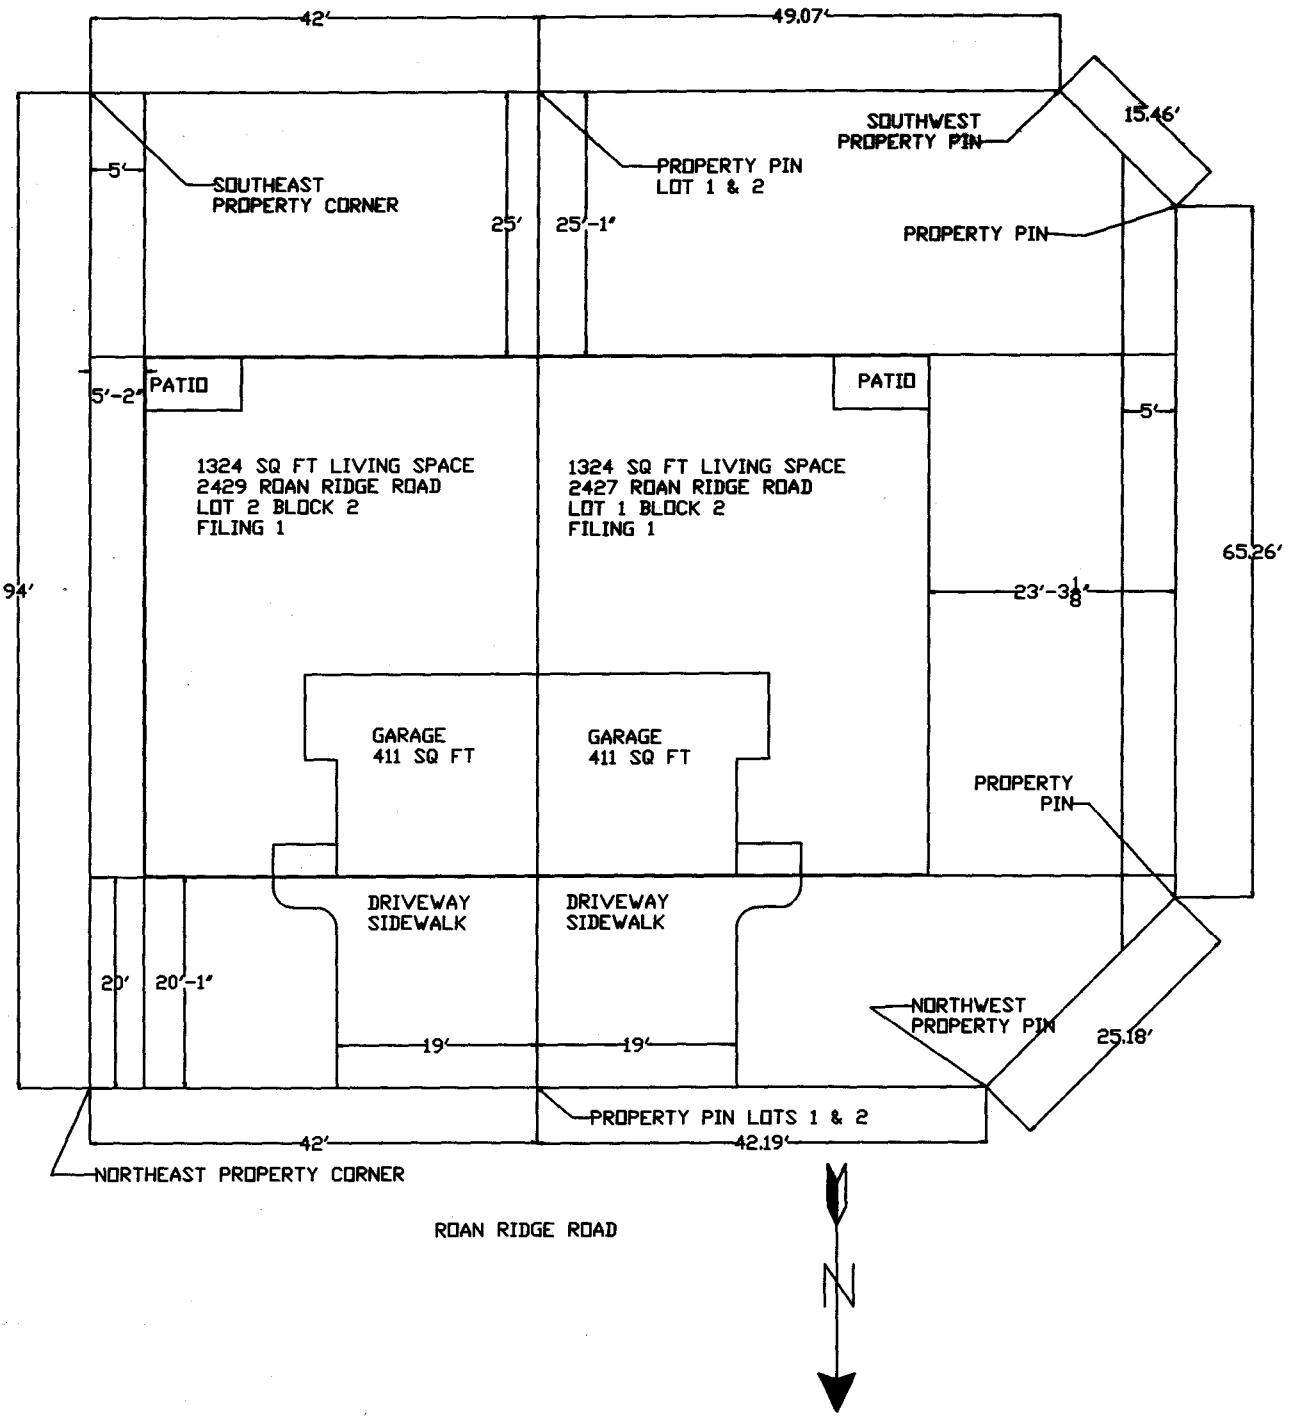 42'
49.07'
15.46'
SOUTHWEST
PROPERTY PIN
PROPERTY PIN
LOT 1 & 2
5'
SOUTHEAST
PROPERTY CORNER
25'
25'-1"
PROPERTY PIN
5'-2"
PATIO
PATIO
5'
1324 SQ FT LIVING SPACE
2429 ROAN RIDGE ROAD
LOT 2 BLOCK 2
FILING 1
1324 SQ FT LIVING SPACE
2427 ROAN RIDGE ROAD
LOT 1 BLOCK 2
FILING 1
65.26'
94'
23'-3 1/8"
GARAGE
411 SQ FT
GARAGE
411 SQ FT
PROPERTY
PIN
DRIVEWAY
SIDEWALK
DRIVEWAY
SIDEWALK
20'
20'-1"
NORTHWEST
PROPERTY PIN
25.18'
19'
19'
PROPERTY PIN LOTS 1 & 2
42'
42.19'
NORTHEAST PROPERTY CORNER
ROAN RIDGE ROAD
N